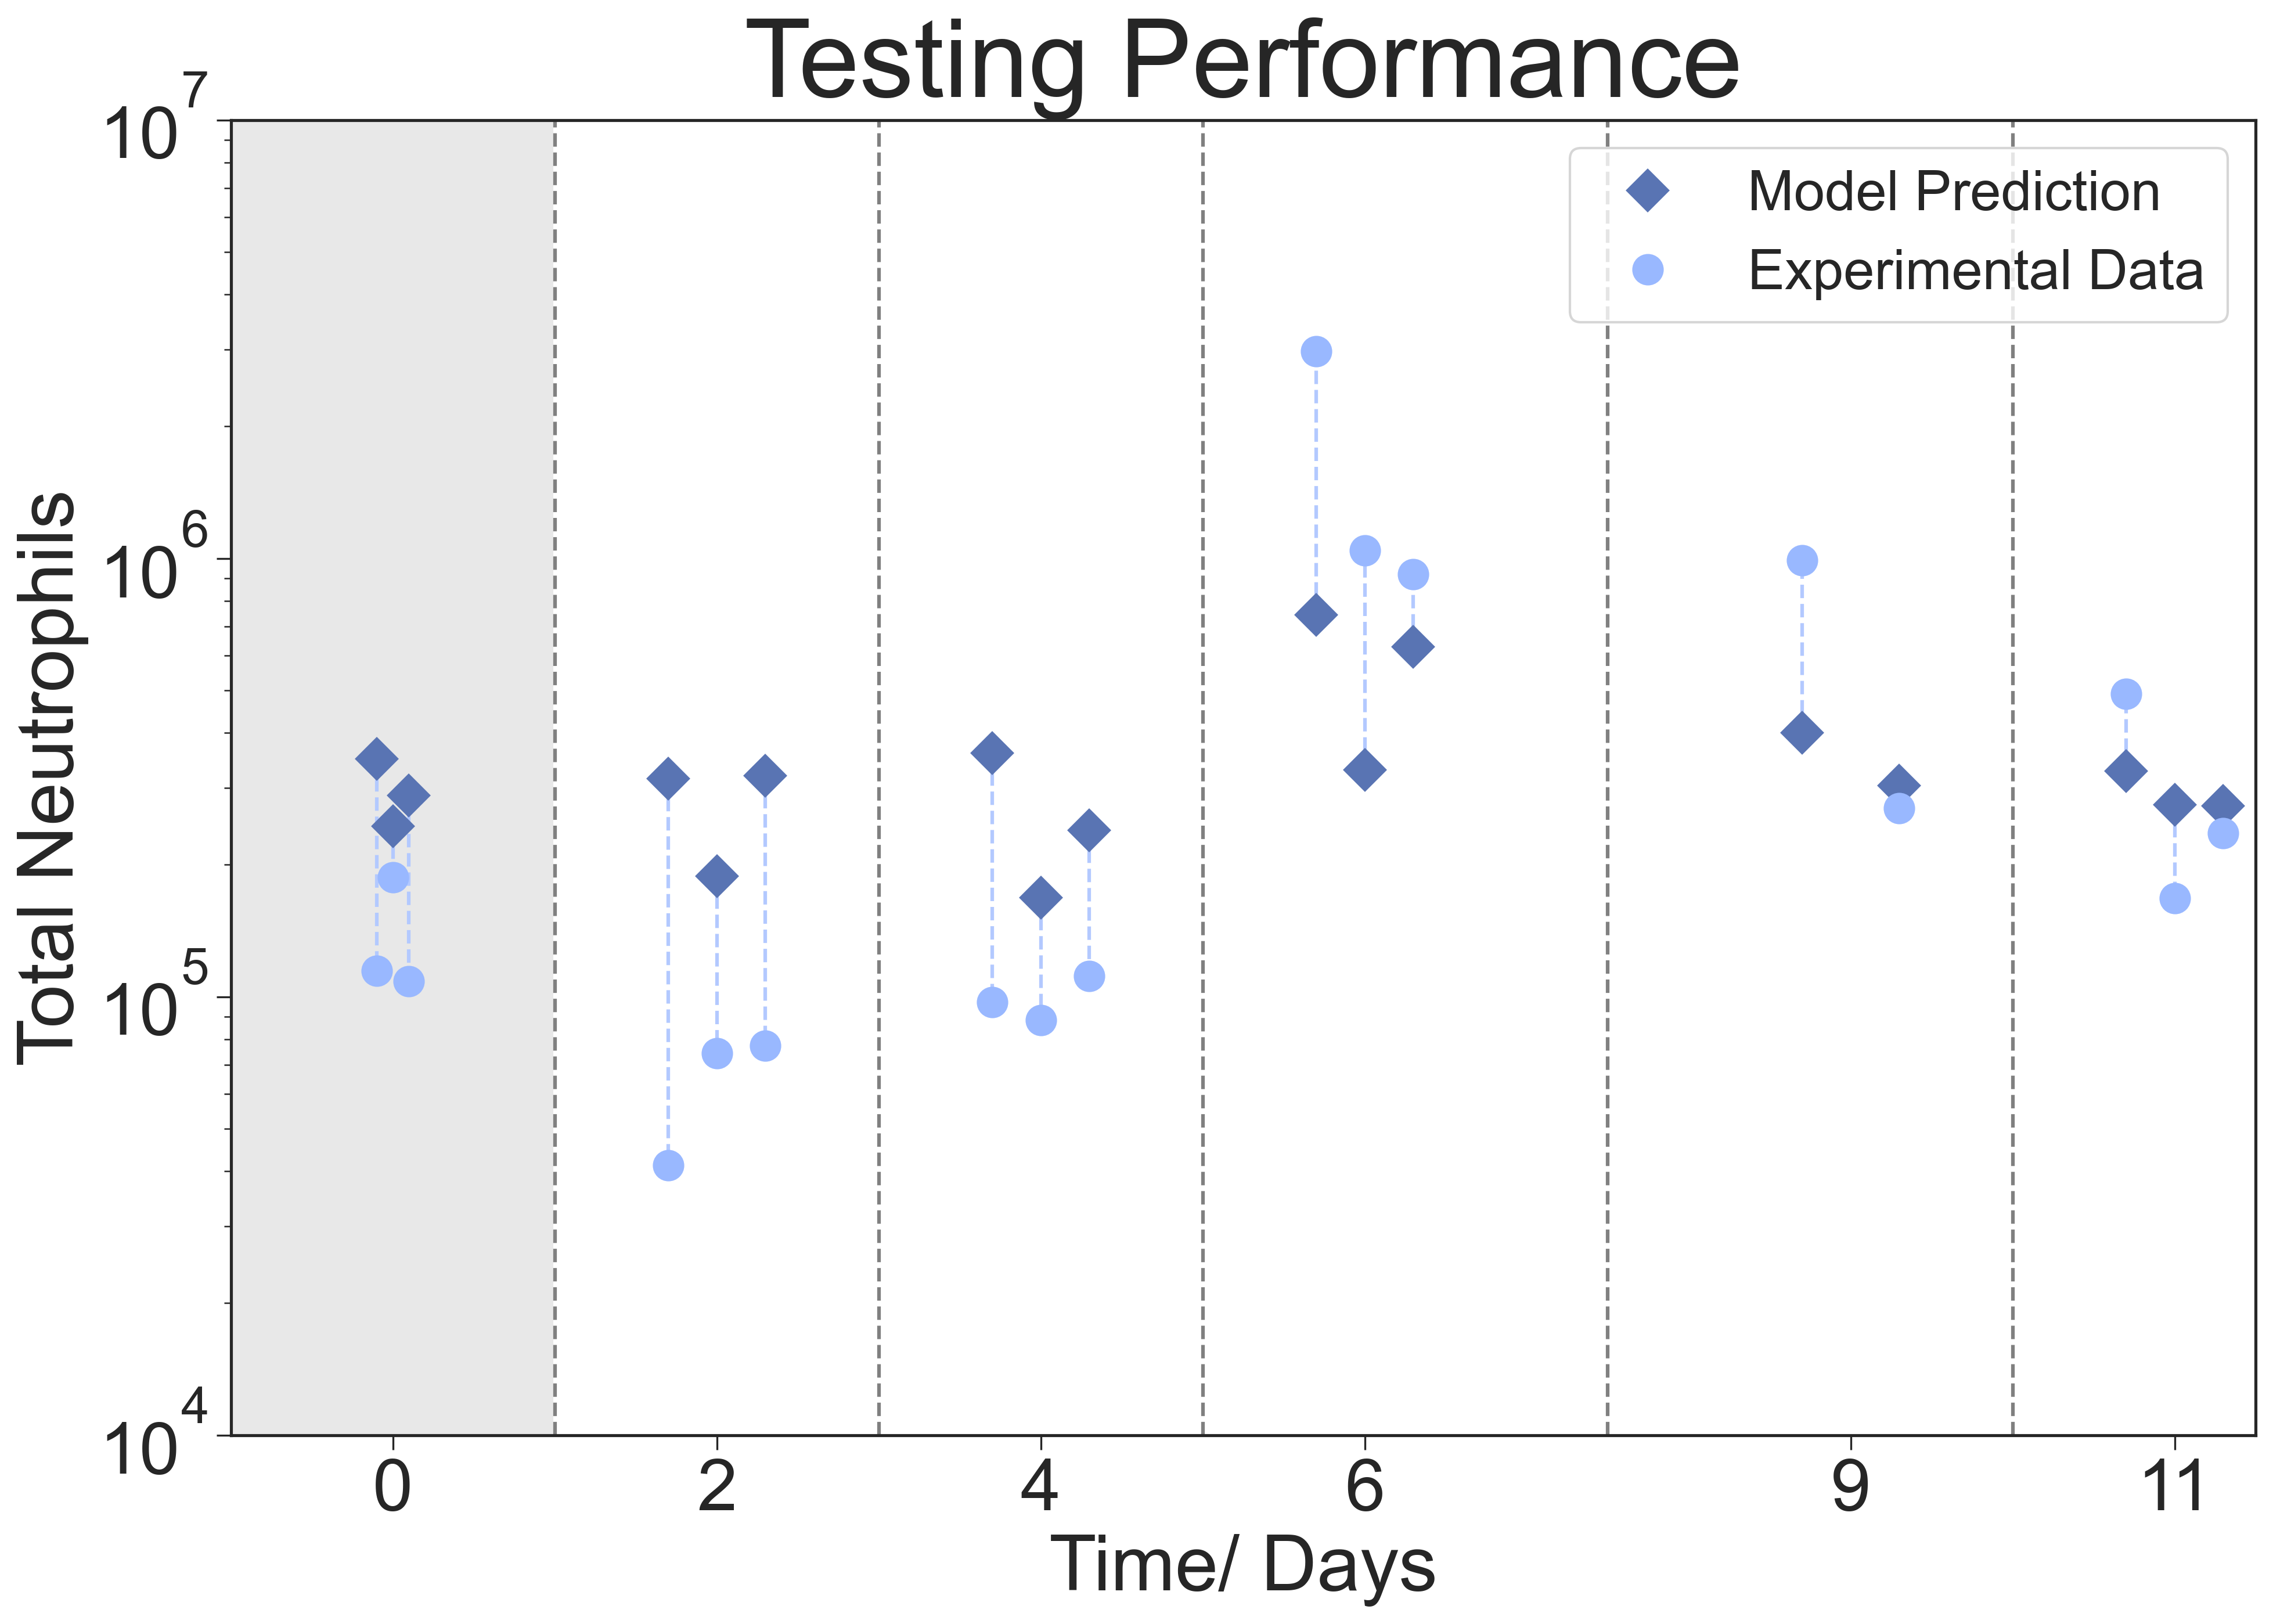 Testing Performance
10^7
10^6
10^5
10^4
Total Neutrophils
Model Prediction
Experimental Data
0 2 4 6 9 11
Time/ Days